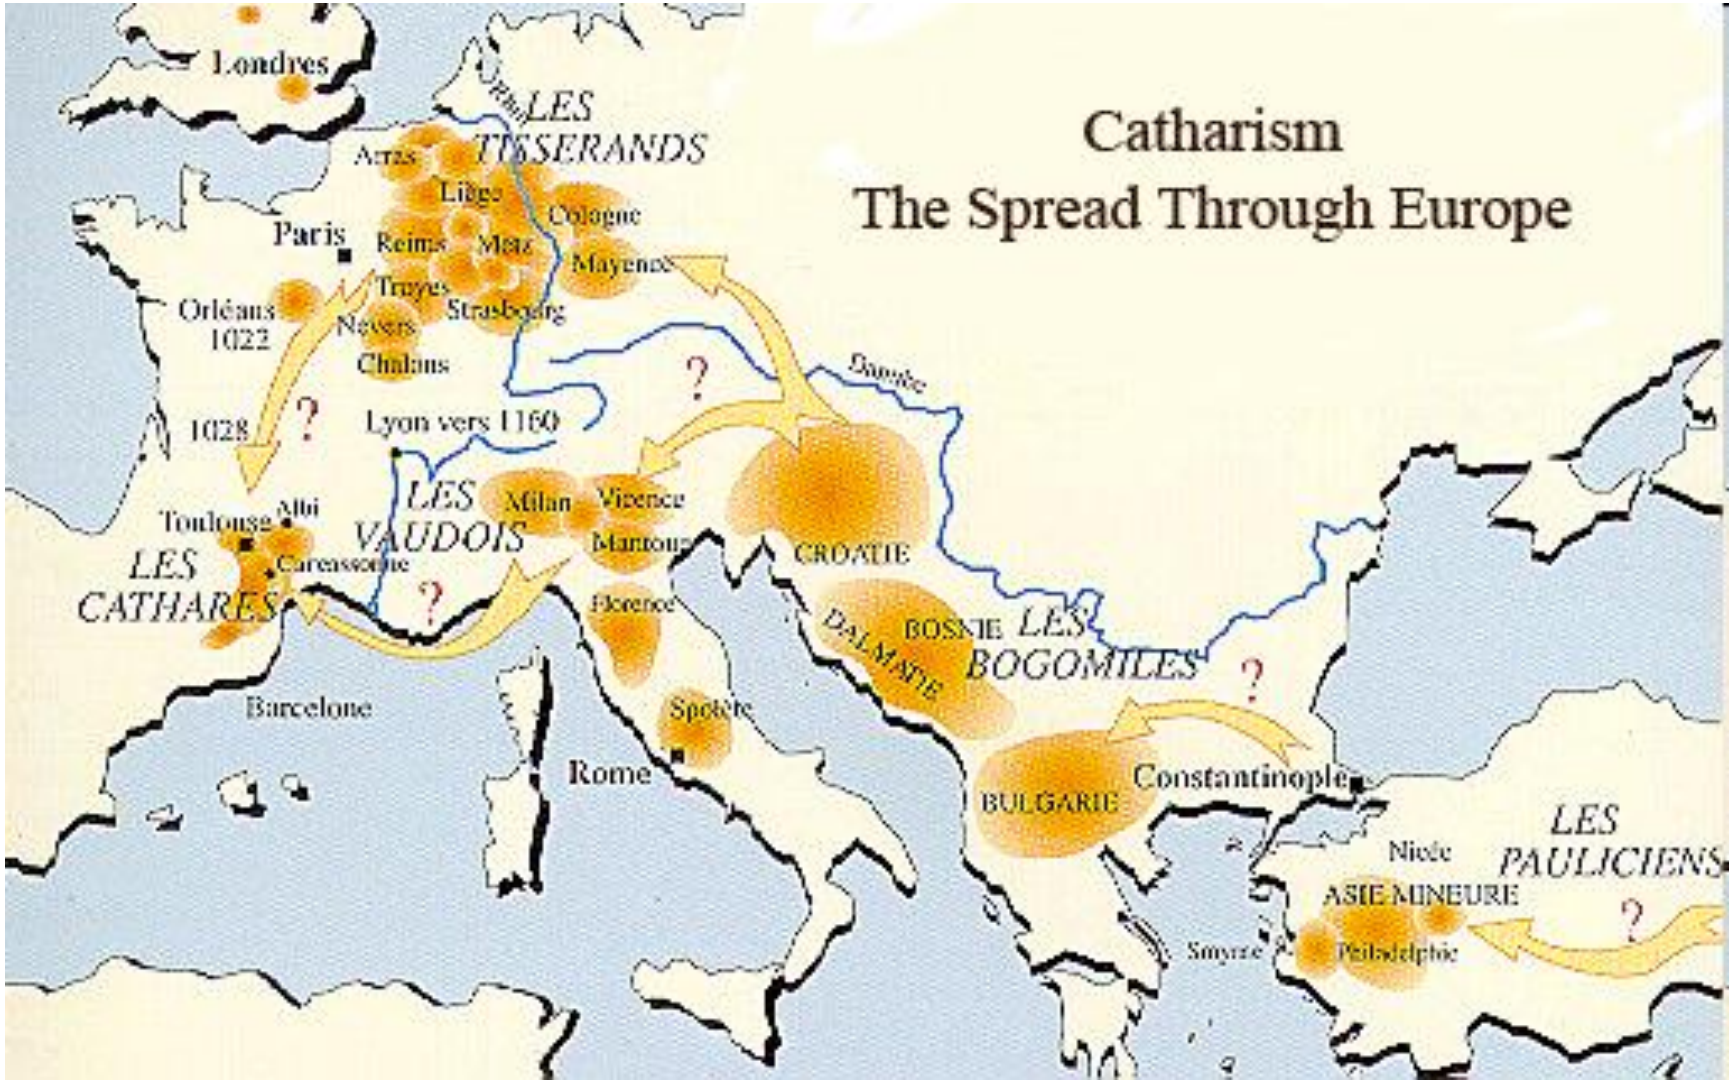 Catharism
The Spread Through Europe
Londres
Rhin
LES
TISSERANDS
Arras
Liège
Cologne
Paris
Reims
Metz
Mayence
Troyes
Orléans
1022
Strasbourg
Nevers
Chalons
?
Danube
?
1028
Lyon vers 1160
LES
VAUDOIS
Milan
Vicence
Mantoue
Toulouse
Albi
Carcassonne
LES
CATHARES
?
CROATIE
Florence
DALMATIE
BOSNIE
LES
BOGOMILES
?
Barcelone
Spolète
Rome
BULGARIE
Constantinople
LES
PAULICIENS
Nicée
ASIE MINEURE
?
Smyrne
Philadelphie